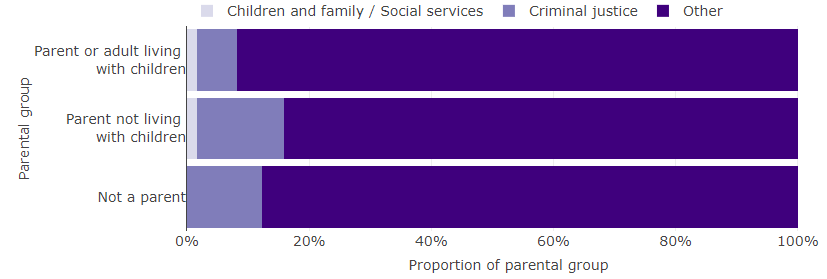 Children and family / Social services Criminal justice Other
Parent or adult living
with children
Parent not living
with children
Not a parent
Parental group
0% 20% 40% 60% 80% 100%
Proportion of parental group